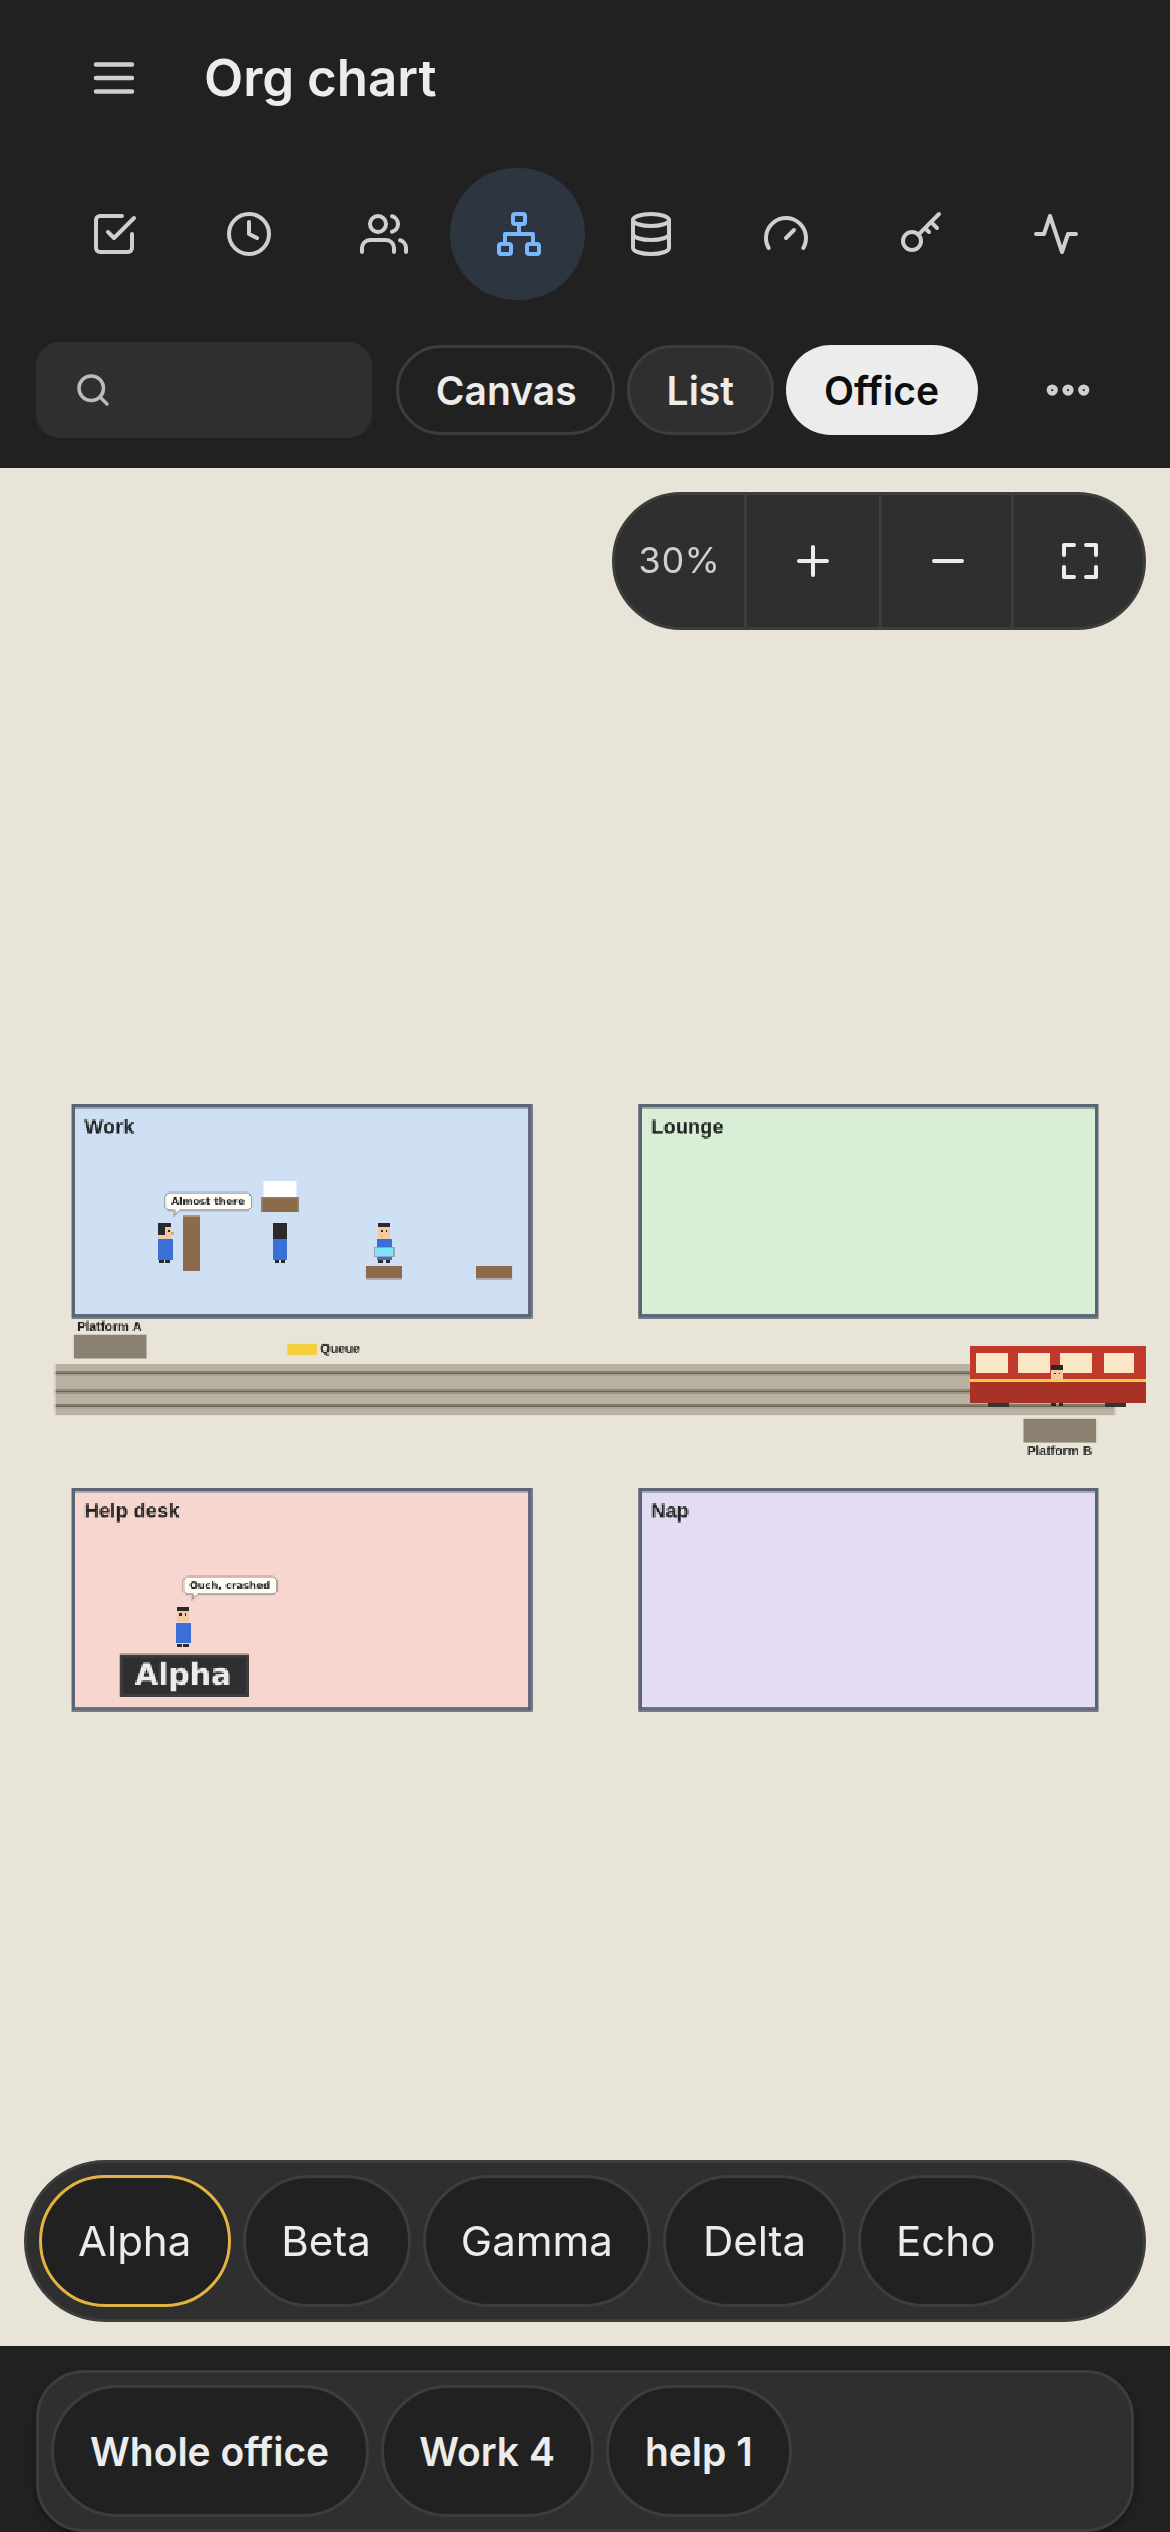 Org chart
Canvas
List
Office
30%
Work
Lounge
Almost there
Platform A
Queue
Platform B
Help desk
Nap
Ouch, crashed
Alpha
Alpha
Beta
Gamma
Delta
Echo
Whole office
Work 4
help 1